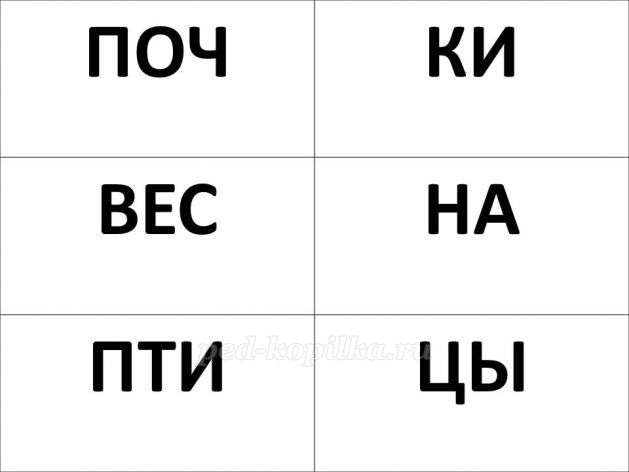 ПОЧ КИ
ВЕС НА
ПТИ ЦЫ
ped-kopilka.ru